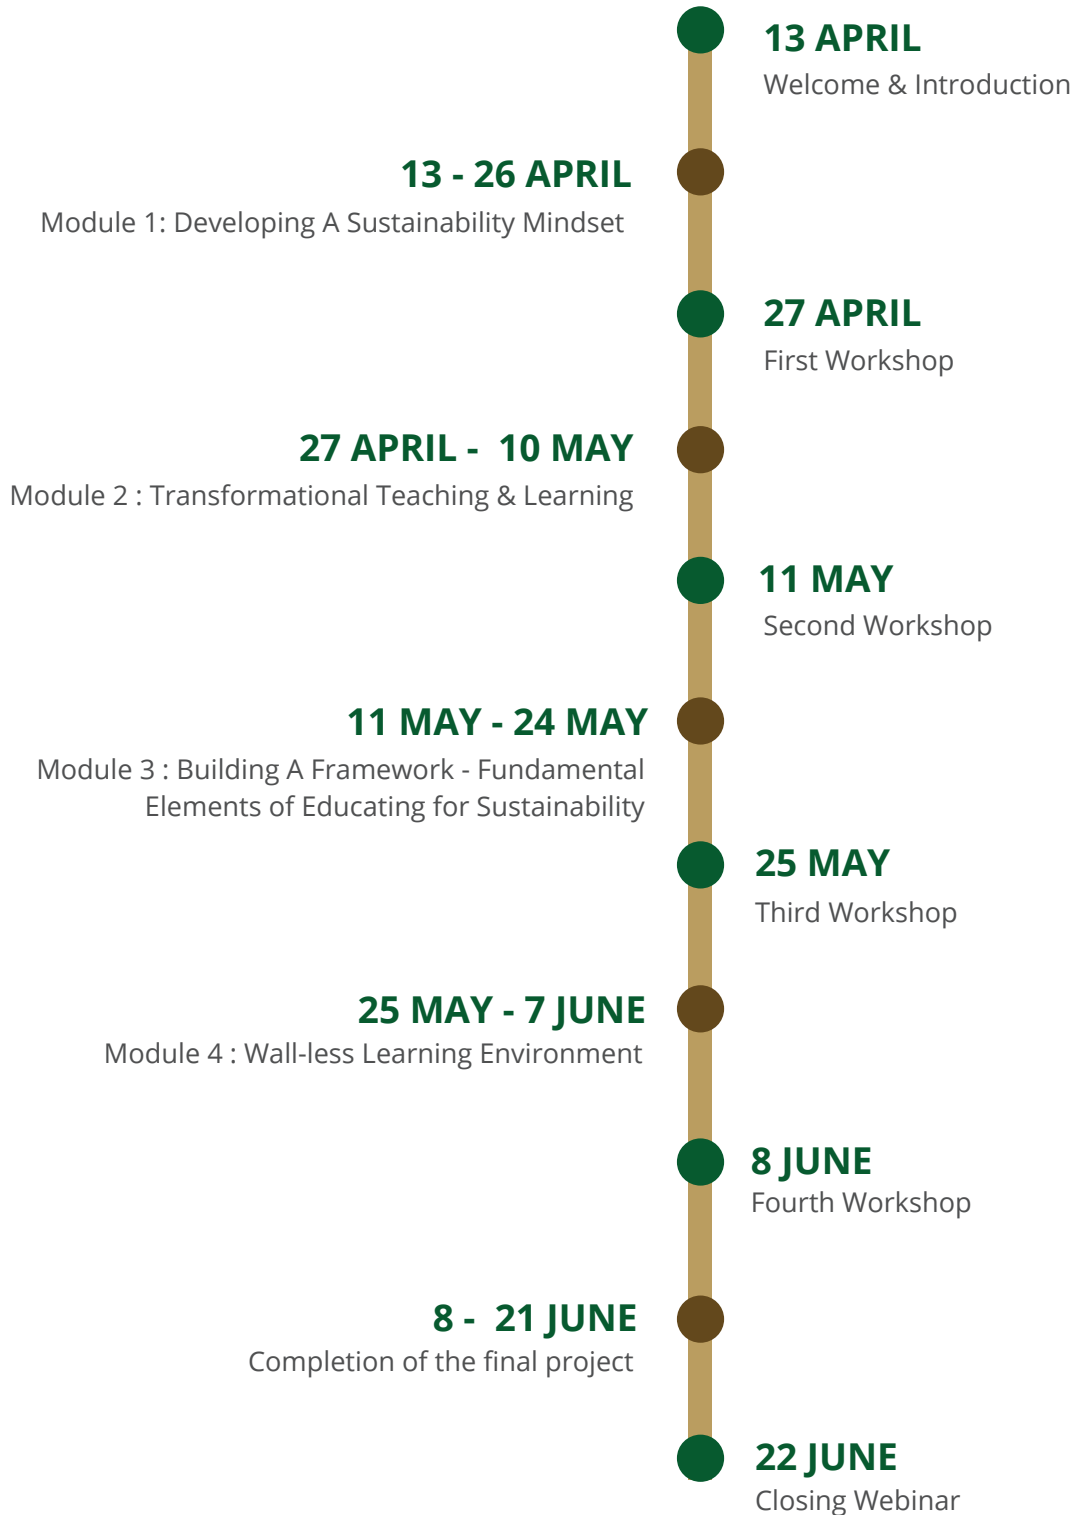 13 APRIL
Welcome & Introduction
13 - 26 APRIL
Module 1: Developing A Sustainability Mindset
27 APRIL
First Workshop
27 APRIL - 10 MAY
Module 2 : Transformational Teaching & Learning
11 MAY
Second Workshop
11 MAY - 24 MAY
Module 3 : Building A Framework - Fundamental
Elements of Educating for Sustainability
25 MAY
Third Workshop
25 MAY - 7 JUNE
Module 4 : Wall-less Learning Environment
8 JUNE
Fourth Workshop
8 - 21 JUNE
Completion of the final project
22 JUNE
Closing Webinar